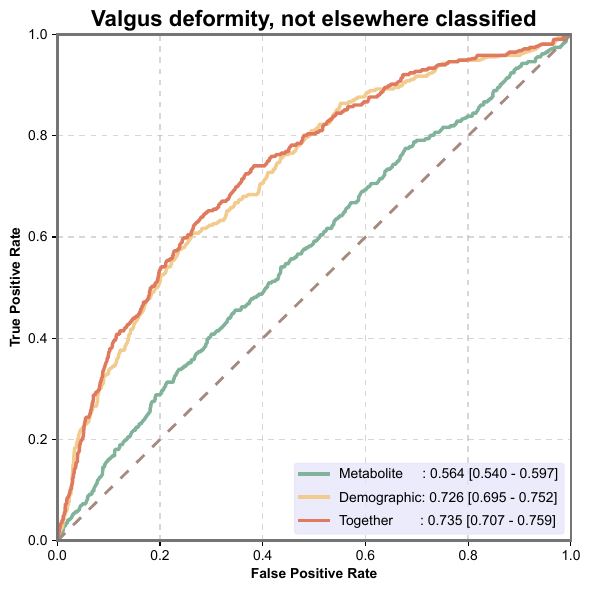 Valgus deformity, not elsewhere classified
True Positive Rate
1.0
0.8
0.6
0.4
0.2
0.0
Metabolite : 0.564 [0.540 - 0.597]
Demographic: 0.726 [0.695 - 0.752]
Together : 0.735 [0.707 - 0.759]
0.0 0.2 0.4 0.6 0.8 1.0
False Positive Rate